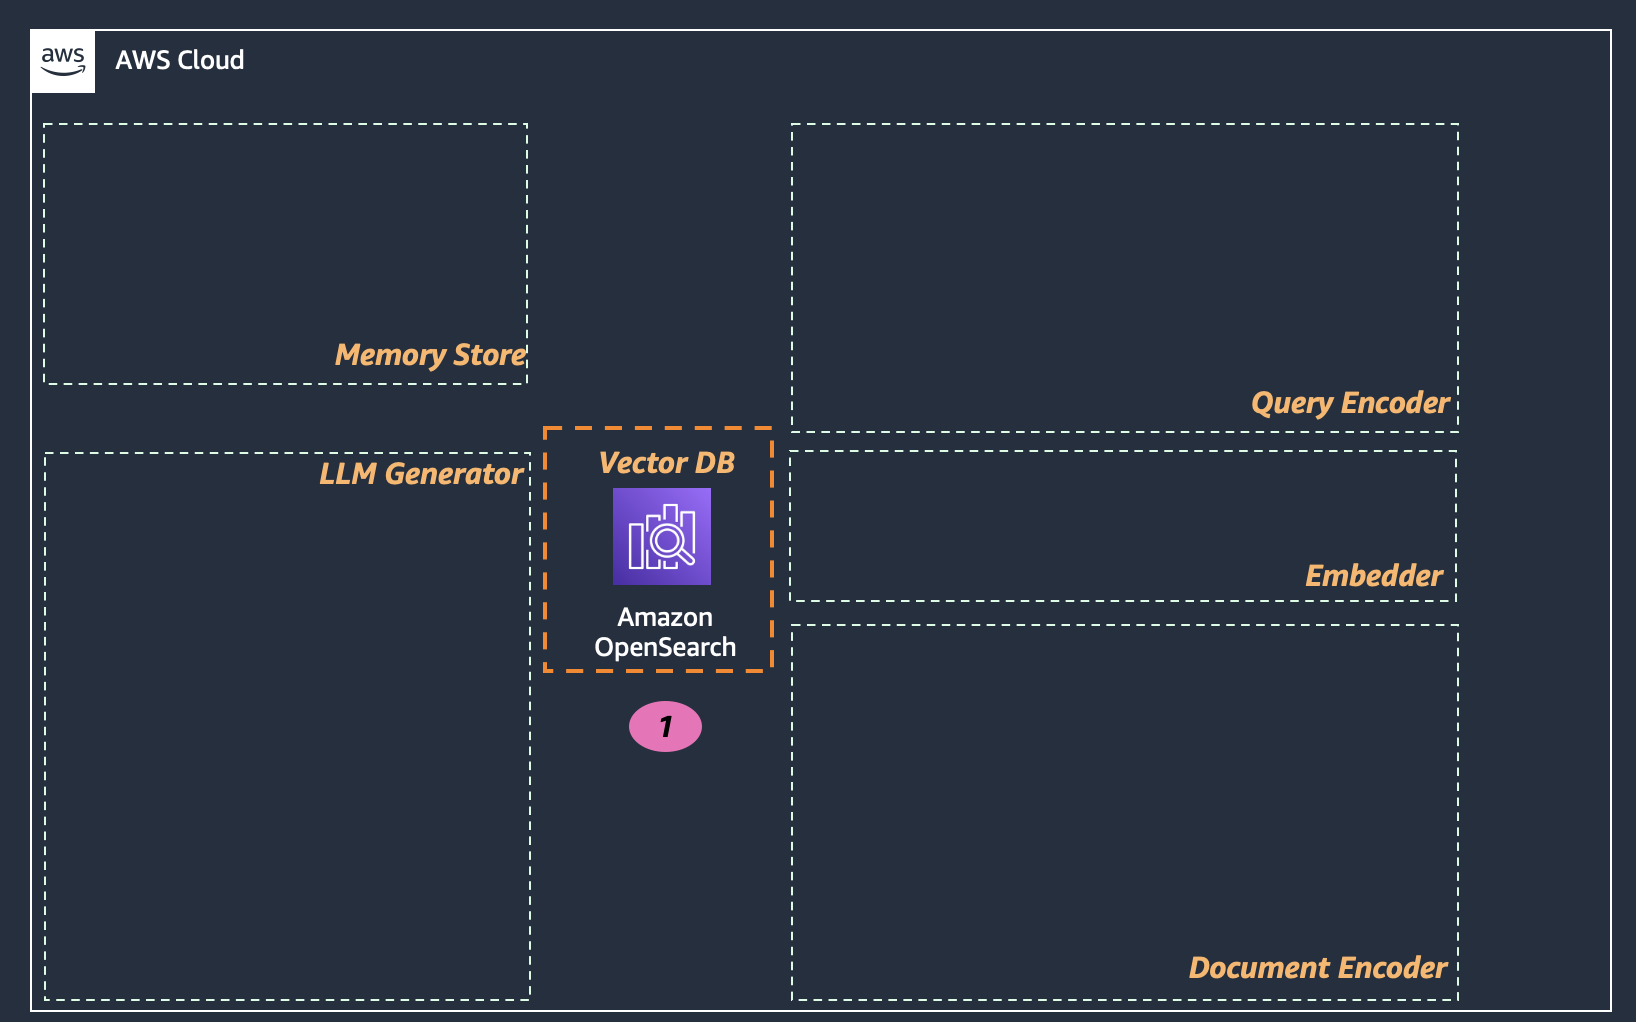 aws
AWS Cloud
Memory Store
Query Encoder
LLM Generator
Vector DB
Amazon
OpenSearch
1
Embedder
Document Encoder